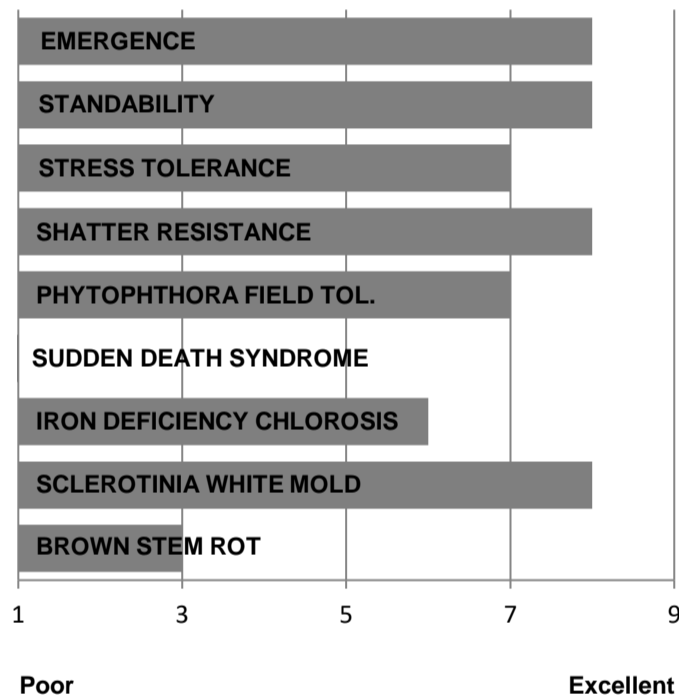 EMERGENCE
STANDABILITY
STRESS TOLERANCE
SHATTER RESISTANCE
PHYTOPHTHORA FIELD TOL.
SUDDEN DEATH SYNDROME
IRON DEFICIENCY CHLOROSIS
SCLEROTINIA WHITE MOLD
BROWN STEM ROT
1 3 5 7 9
Poor Excellent